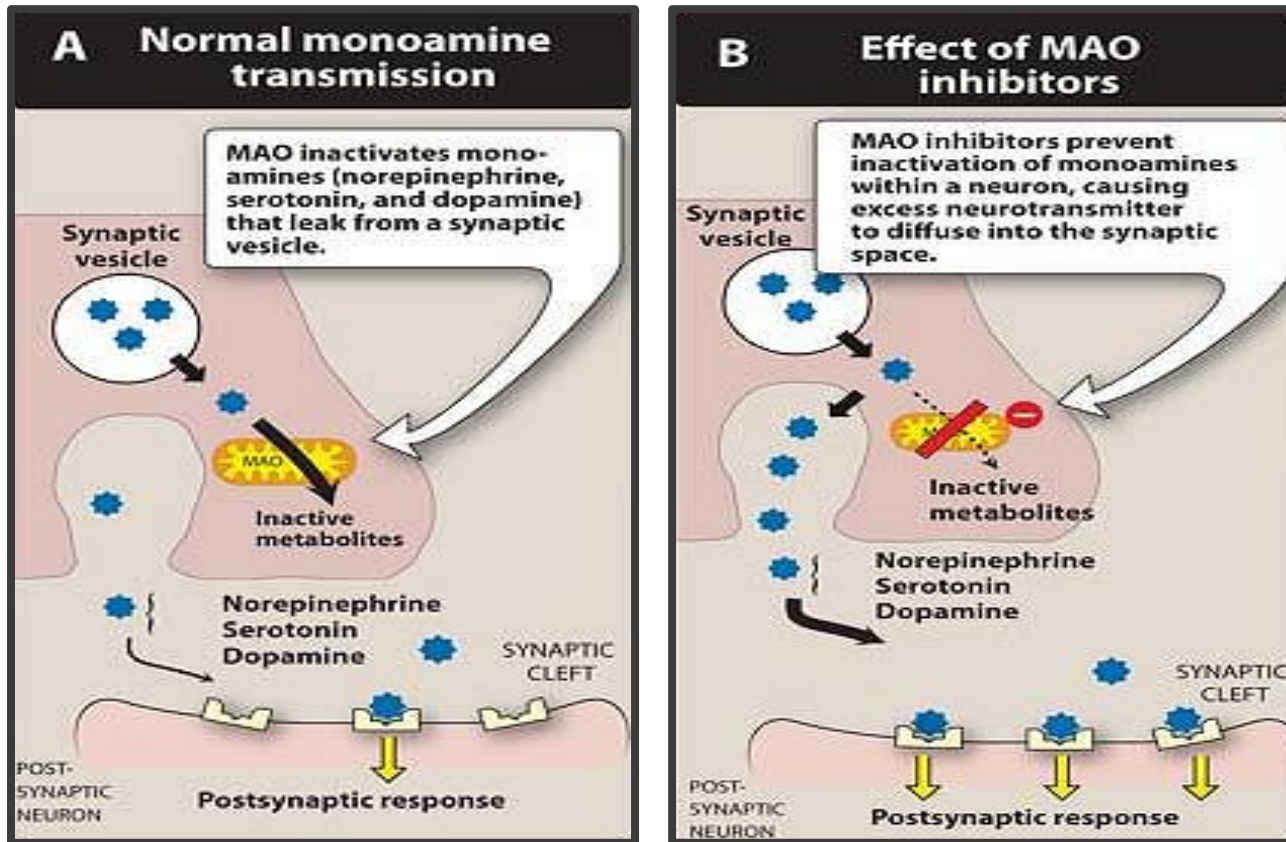 A
Normal monoamine
transmission
MAO inactivates mono-
amines (norepinephrine,
serotonin, and dopamine)
that leak from a synaptic
vesicle.
Synaptic
vesicle
MAO
Inactive
metabolites
Norepinephrine
Serotonin
Dopamine
SYNAPTIC
CLEFT
POST-
SYNAPTIC
NEURON
Postsynaptic response
B
Effect of MAO
inhibitors
MAO inhibitors prevent
inactivation of monoamines
within a neuron, causing
excess neurotransmitter
to diffuse into the synaptic
space.
Synaptic
vesicle
Inactive
metabolites
Norepinephrine
Serotonin
Dopamine
SYNAPTIC
CLEFT
POST-
SYNAPTIC
NEURON
Postsynaptic response